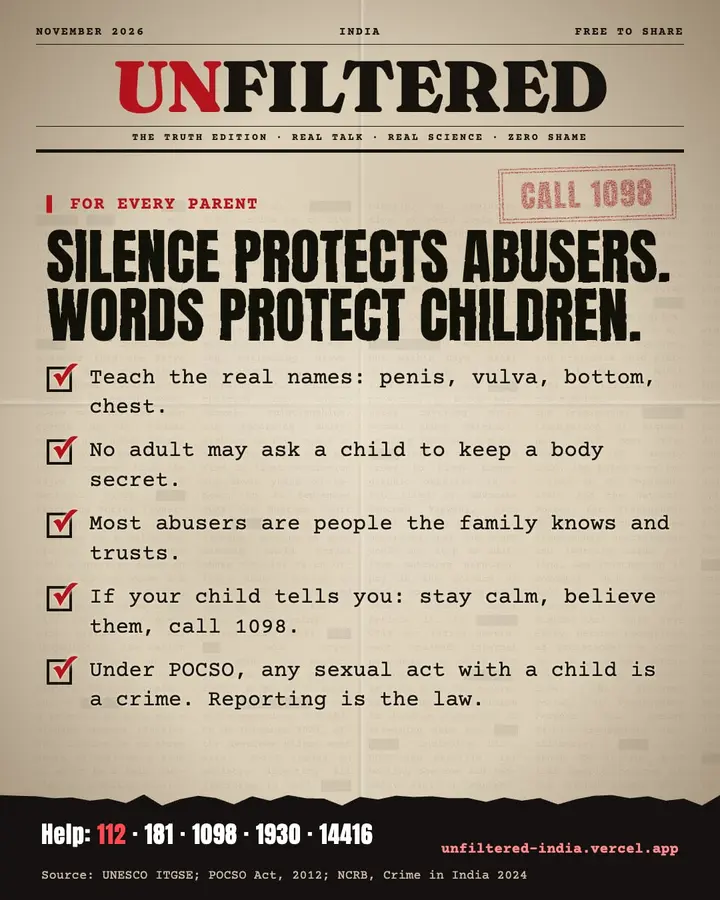 NOVEMBER 2026 INDIA FREE TO SHARE
UNFILTERED
THE TRUTH EDITION · REAL TALK · REAL SCIENCE · ZERO SHAME
CALL 1098
FOR EVERY PARENT
SILENCE PROTECTS ABUSERS.
WORDS PROTECT CHILDREN.
Teach the real names: penis, vulva, bottom,
chest.
No adult may ask a child to keep a body
secret.
Most abusers are people the family knows and
trusts.
If your child tells you: stay calm, believe
them, call 1098.
Under POCSO, any sexual act with a child is
a crime. Reporting is the law.
Help: 112 · 181 · 1098 · 1930 · 14416
unfiltered-india.vercel.app
Source: UNESCO ITGSE; POCSO Act, 2012; NCRB, Crime in India 2024